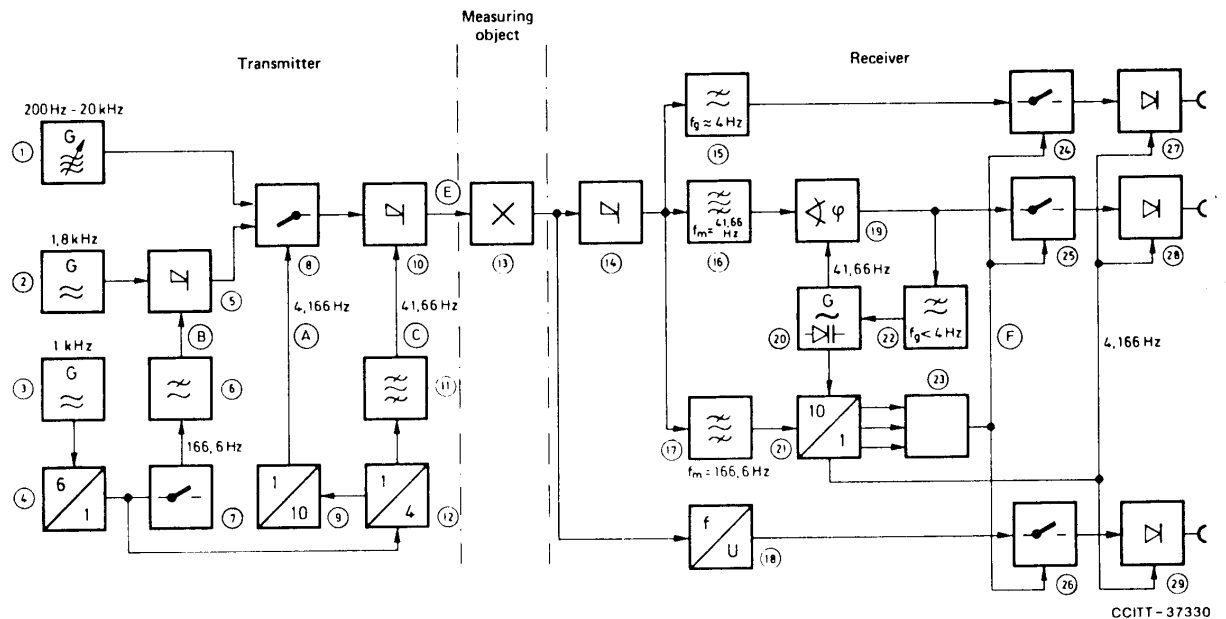 Measuring
object
Transmitter
Receiver
200 Hz - 20 kHz
G
1
1,8 kHz
G
2
5
B
1 kHz
G
3
6
166,6 Hz
6
1
4
7
8
4,166 Hz
A
1
10
9
10
41,66 Hz
C
11
1
4
12
E
13
14
fg ≈ 4 Hz
15
fm = 41,66 Hz
16
φ
19
41,66 Hz
G
20
fg < 4 Hz
22
23
17
fm = 166,6 Hz
10
1
21
f
U
18
24
27
25
28
F
4,166 Hz
26
29
CCITT - 37330